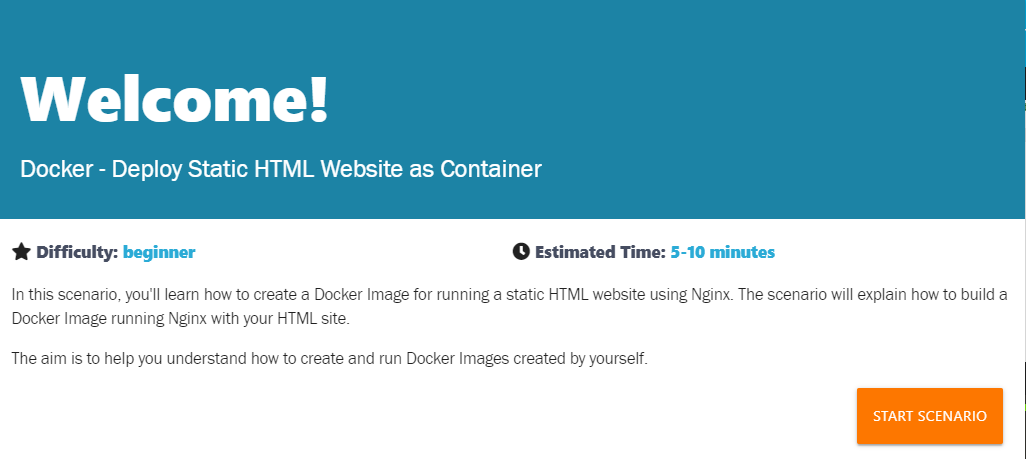 Welcome!
Docker - Deploy Static HTML Website as Container
Difficulty: beginner
Estimated Time: 5-10 minutes
In this scenario, you'll learn how to create a Docker Image for running a static HTML website using Nginx. The scenario will explain how to build a
Docker Image running Nginx with your HTML site.
The aim is to help you understand how to create and run Docker Images created by yourself.
START SCENARIO